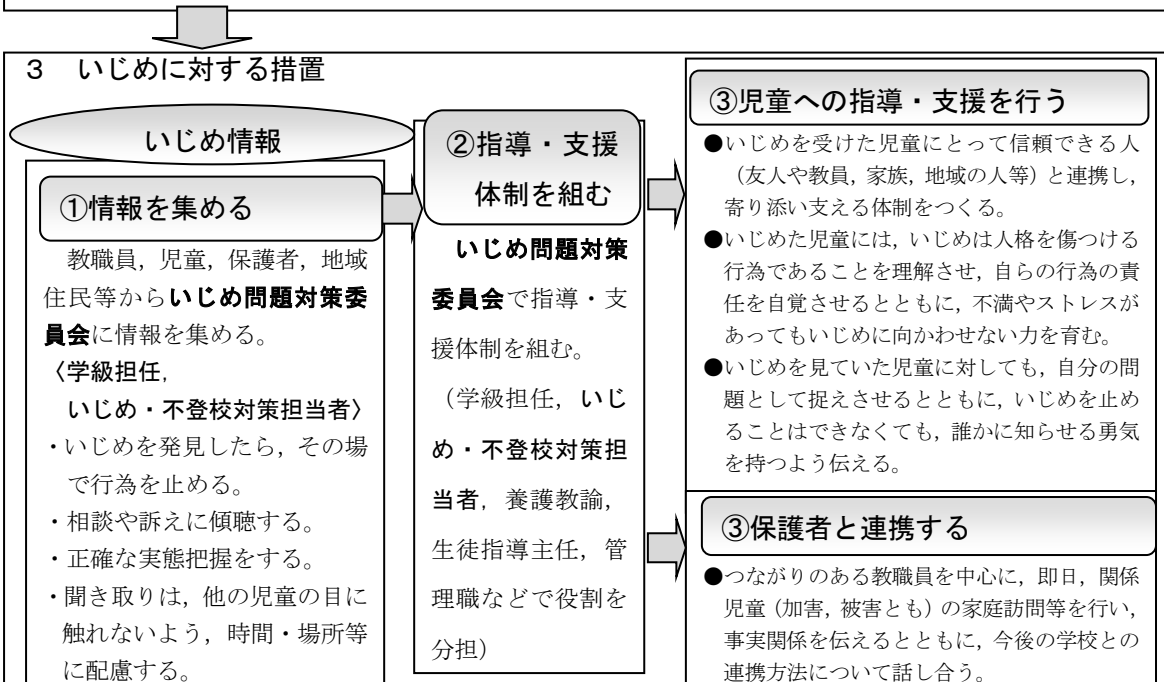 ３　いじめに対する措置
いじめ情報
①情報を集める
教職員，児童，保護者，地域
住民等からいじめ問題対策委
員会に情報を集める。
〈学級担任，
いじめ・不登校対策担当者〉
・いじめを発見したら，その場
で行為を止める。
・相談や訴えに傾聴する。
・正確な実態把握をする。
・聞き取りは，他の児童の目に
触れないよう，時間・場所等
に配慮する。
②指導・支援
体制を組む
いじめ問題対策
委員会で指導・支
援体制を組む。
（学級担任，いじ
め・不登校対策担
当者，養護教諭，
生徒指導主任，管
理職などで役割を
分担）
③児童への指導・支援を行う
●いじめを受けた児童にとって信頼できる人
（友人や教員，家族，地域の人等）と連携し，
寄り添い支える体制をつくる。
●いじめた児童には，いじめは人格を傷つける
行為であることを理解させ，自らの行為の責
任を自覚させるとともに，不満やストレスが
あってもいじめに向かわせない力を育む。
●いじめを見ていた児童に対しても，自分の問
題として捉えさせるとともに，いじめを止め
ることはできなくても，誰かに知らせる勇気
を持つよう伝える。
③保護者と連携する
●つながりのある教職員を中心に，即日，関係
児童（加害，被害とも）の家庭訪問等を行い，
事実関係を伝えるとともに，今後の学校との
連携方法について話し合う。